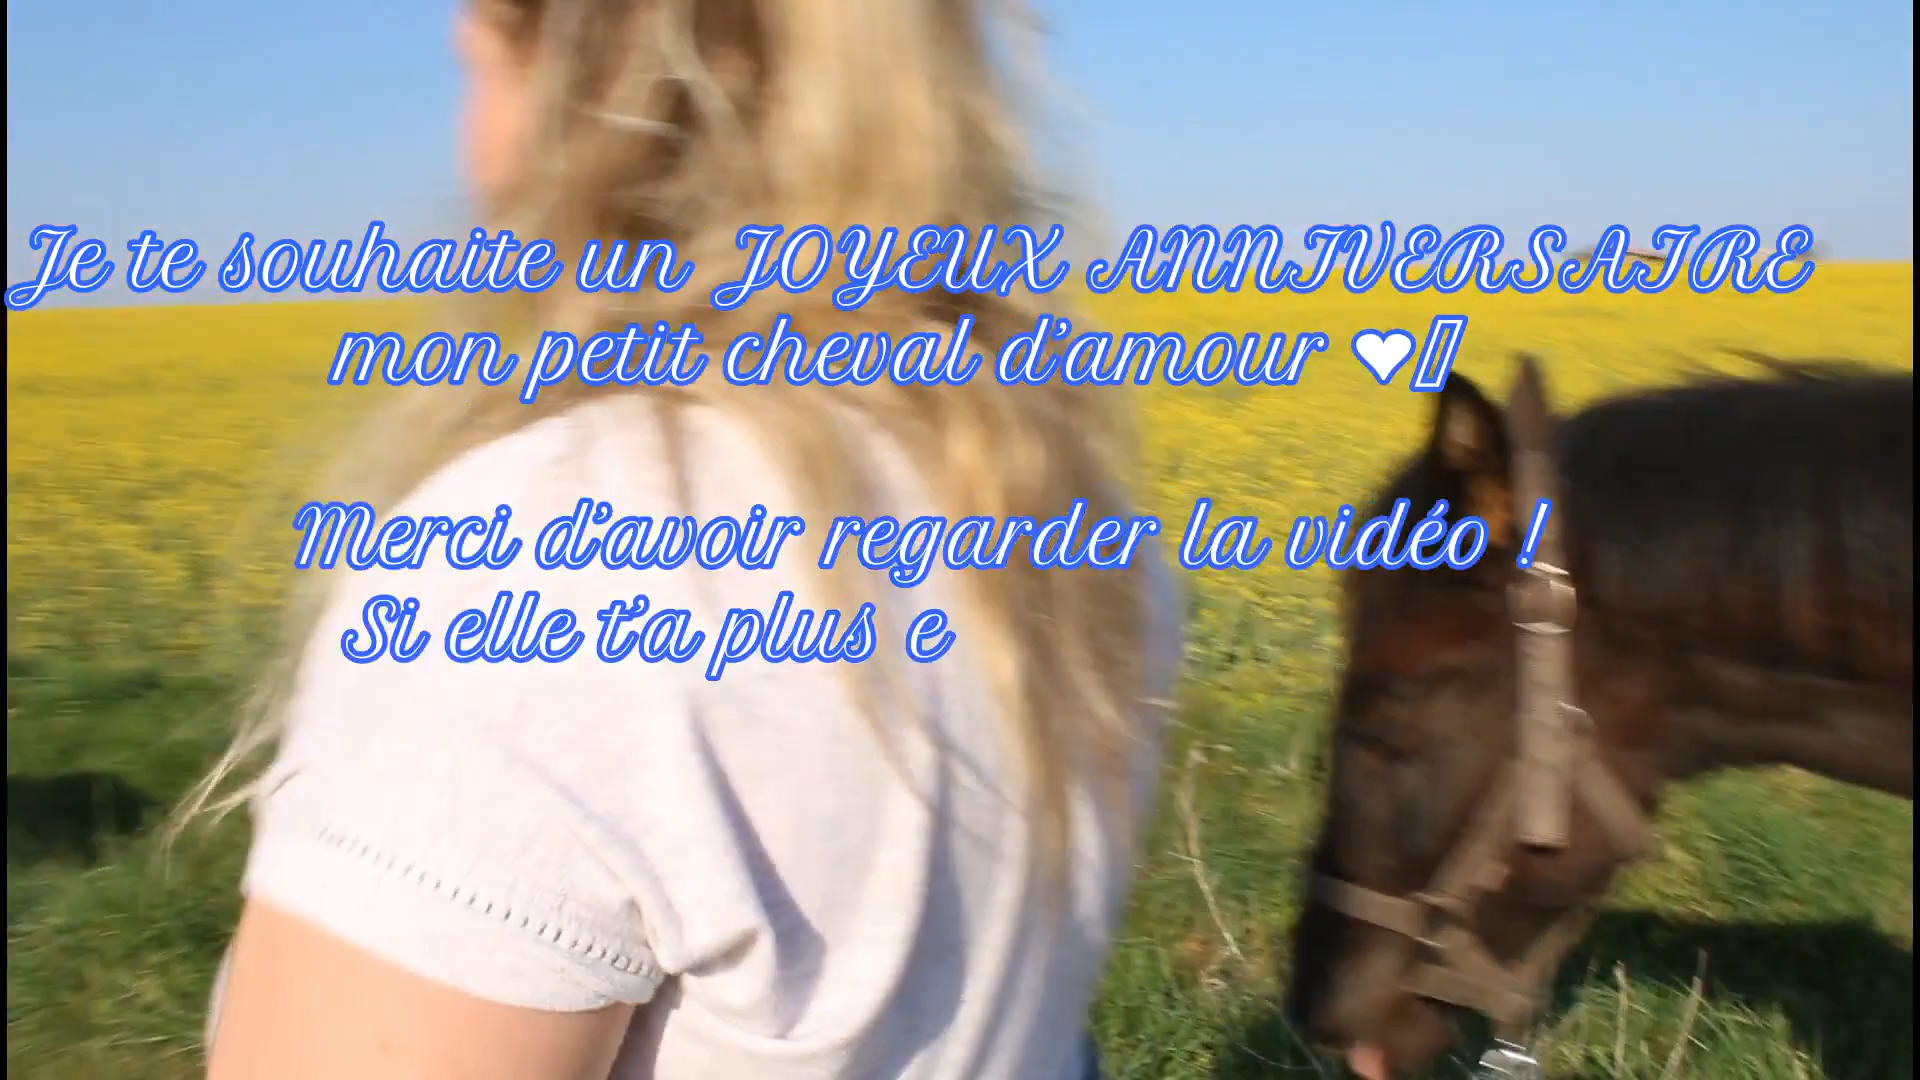 Je te souhaite un JOYEUX ANNIVERSAIRE
mon petit cheval d'amour ♥
Merci d'avoir regarder la vidéo !
Si elle t'a plus e